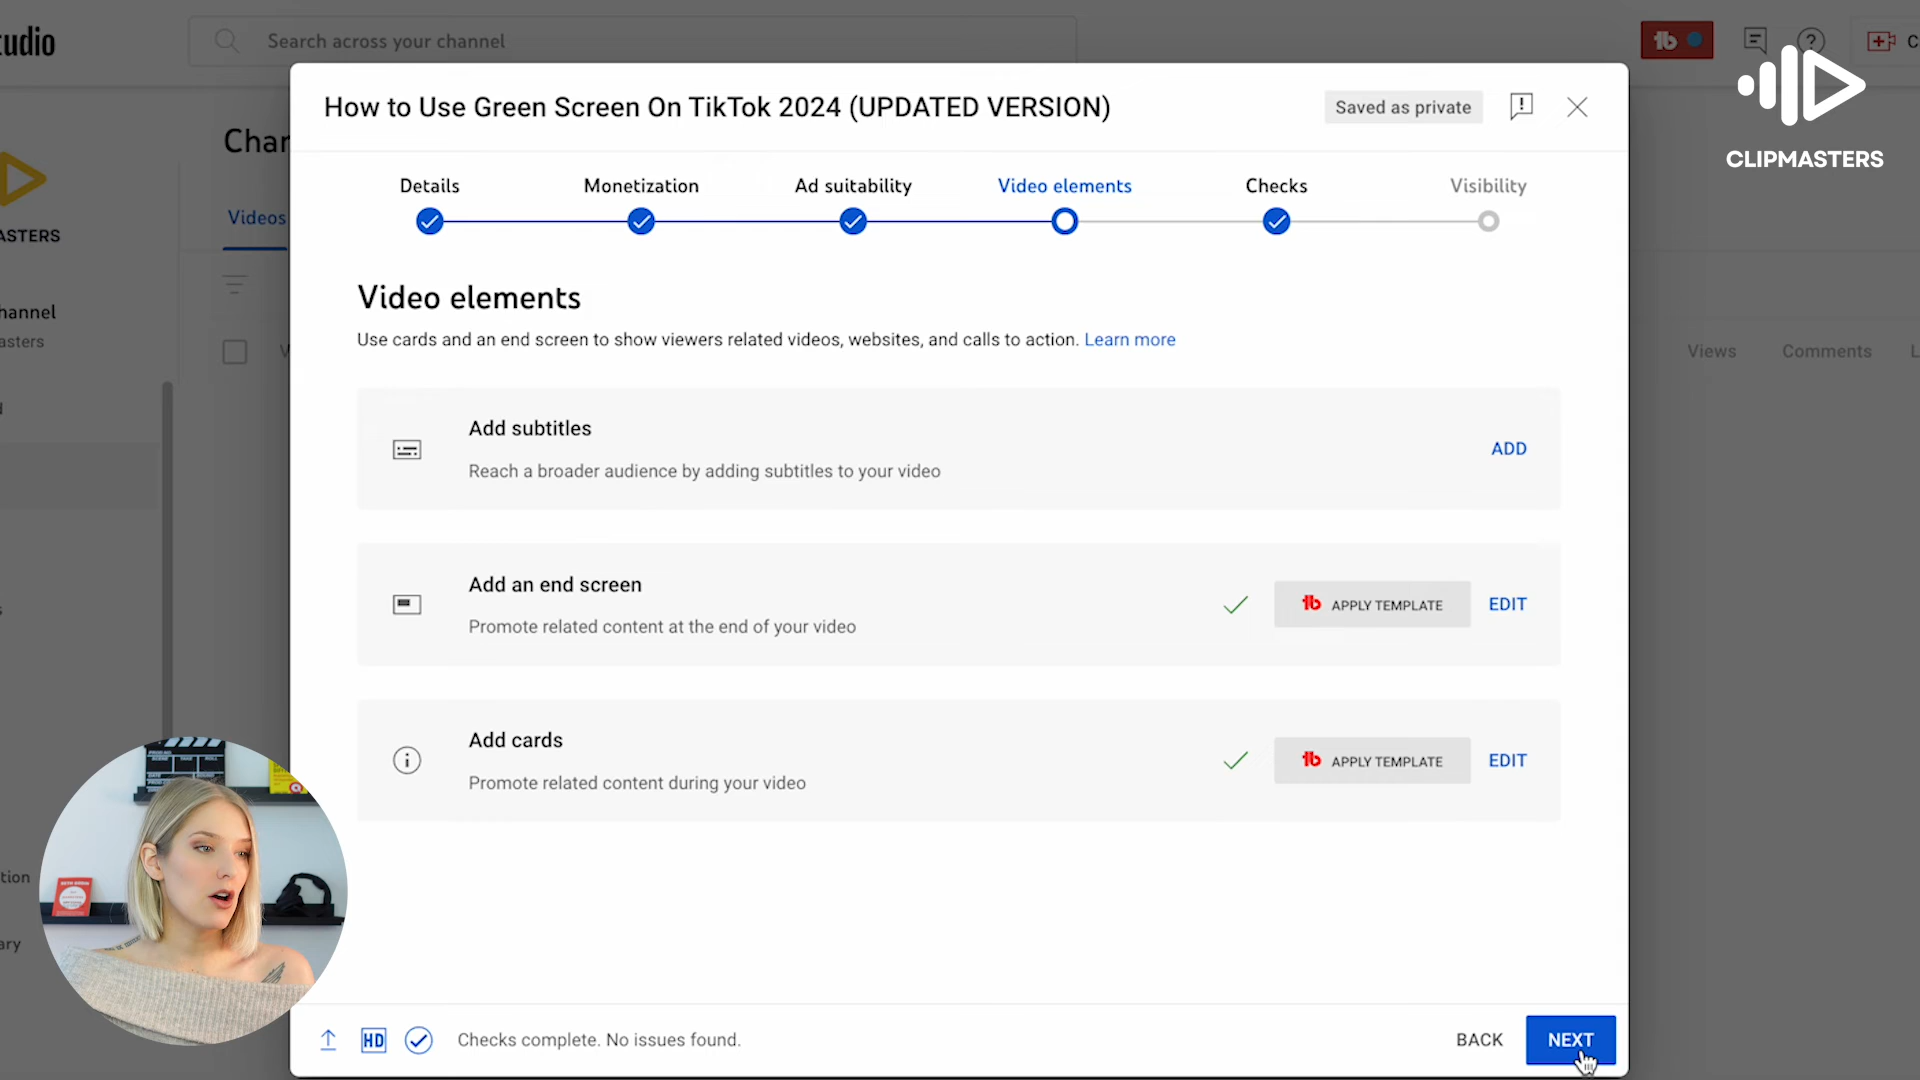 tudio
Search across your channel
CLIPMASTERS
How to Use Green Screen On TikTok 2024 (UPDATED VERSION)
Saved as private
Details
Monetization
Ad suitability
Video elements
Checks
Visibility
Chan
Videos
ASTERS
hannel
asters
Views
Comments
Video elements
Use cards and an end screen to show viewers related videos, websites, and calls to action. Learn more
Add subtitles
Reach a broader audience by adding subtitles to your video
ADD
Add an end screen
Promote related content at the end of your video
APPLY TEMPLATE
EDIT
Add cards
Promote related content during your video
APPLY TEMPLATE
EDIT
tion
ary
HD
Checks complete. No issues found.
BACK
NEXT